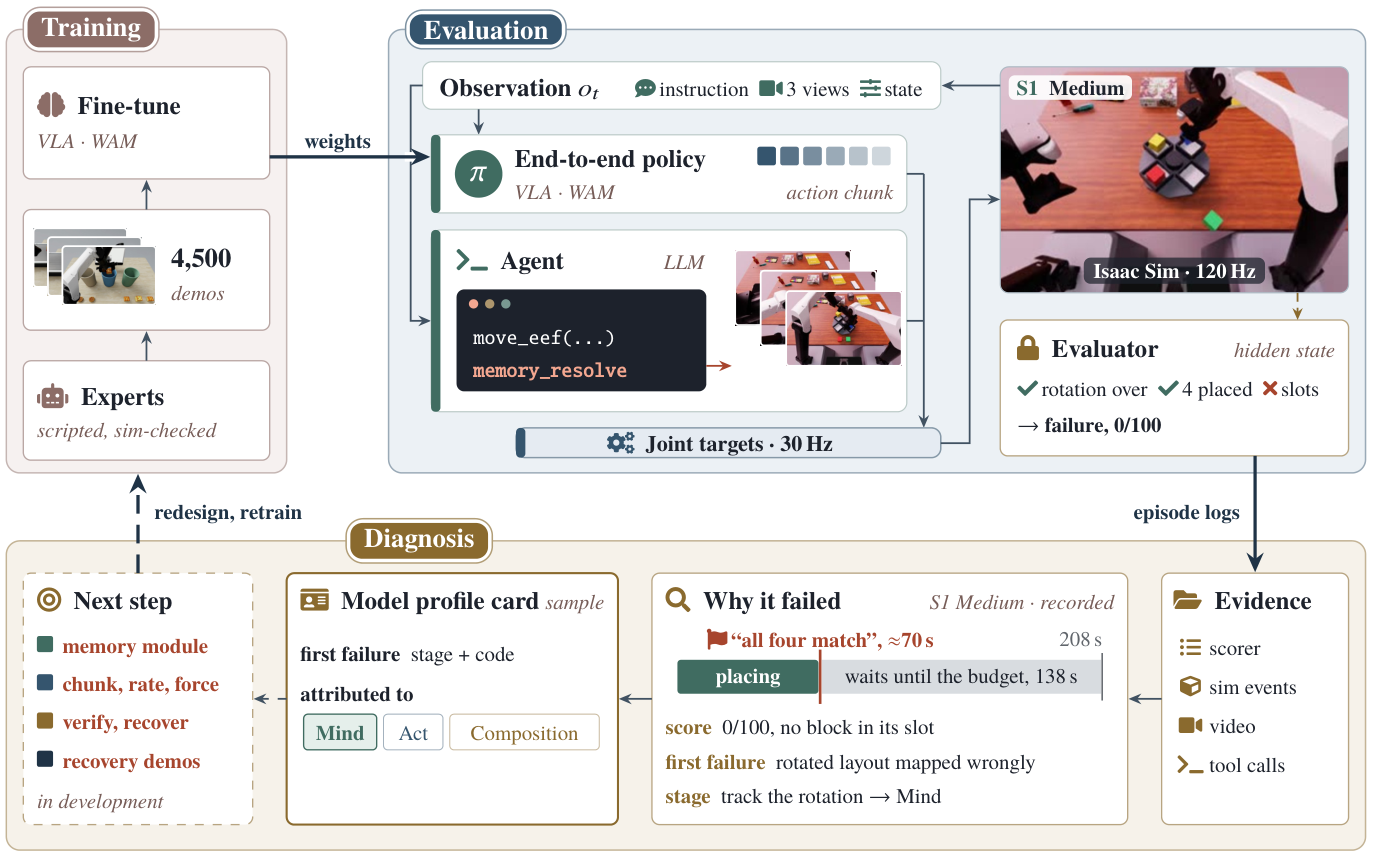 Training
Fine-tune
VLA · WAM
4,500
demos
Experts
scripted, sim-checked
weights
Evaluation
Observation oₜ instruction 3 views state
π
End-to-end policy
VLA · WAM action chunk
Agent LLM
move_eef(...)
memory_resolve
Joint targets · 30 Hz
S1 Medium
Isaac Sim · 120 Hz
Evaluator hidden state
rotation over 4 placed slots
→ failure, 0/100
redesign, retrain
episode logs
Diagnosis
Next step
memory module
chunk, rate, force
verify, recover
recovery demos
in development
Model profile card sample
first failure stage + code
attributed to
Mind Act Composition
Why it failed S1 Medium · recorded
“all four match”, ≈70 s 208 s
placing waits until the budget, 138 s
score 0/100, no block in its slot
first failure rotated layout mapped wrongly
stage track the rotation → Mind
Evidence
scorer
sim events
video
tool calls